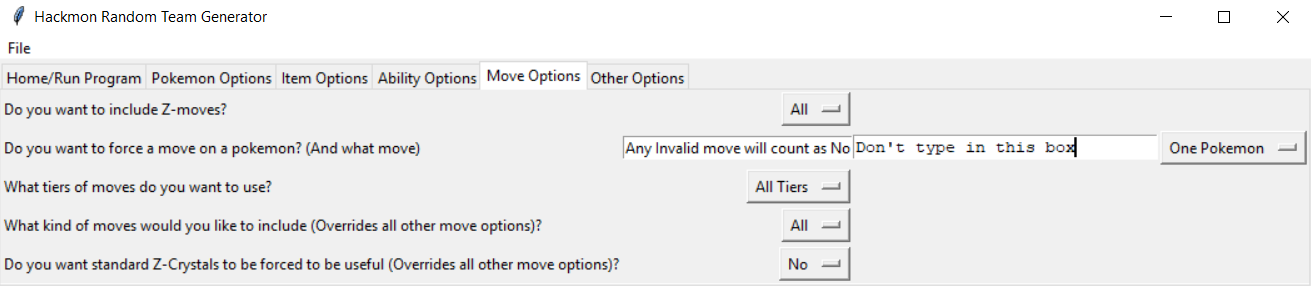 Hackmon Random Team Generator
File
Home/Run Program Pokemon Options Item Options Ability Options Move Options Other Options
Do you want to include Z-moves? All
Do you want to force a move on a pokemon? (And what move) Any Invalid move will count as No Don't type in this box One Pokemon
What tiers of moves do you want to use? All Tiers
What kind of moves would you like to include (Overrides all other move options)? All
Do you want standard Z-Crystals to be forced to be useful (Overrides all other move options)? No